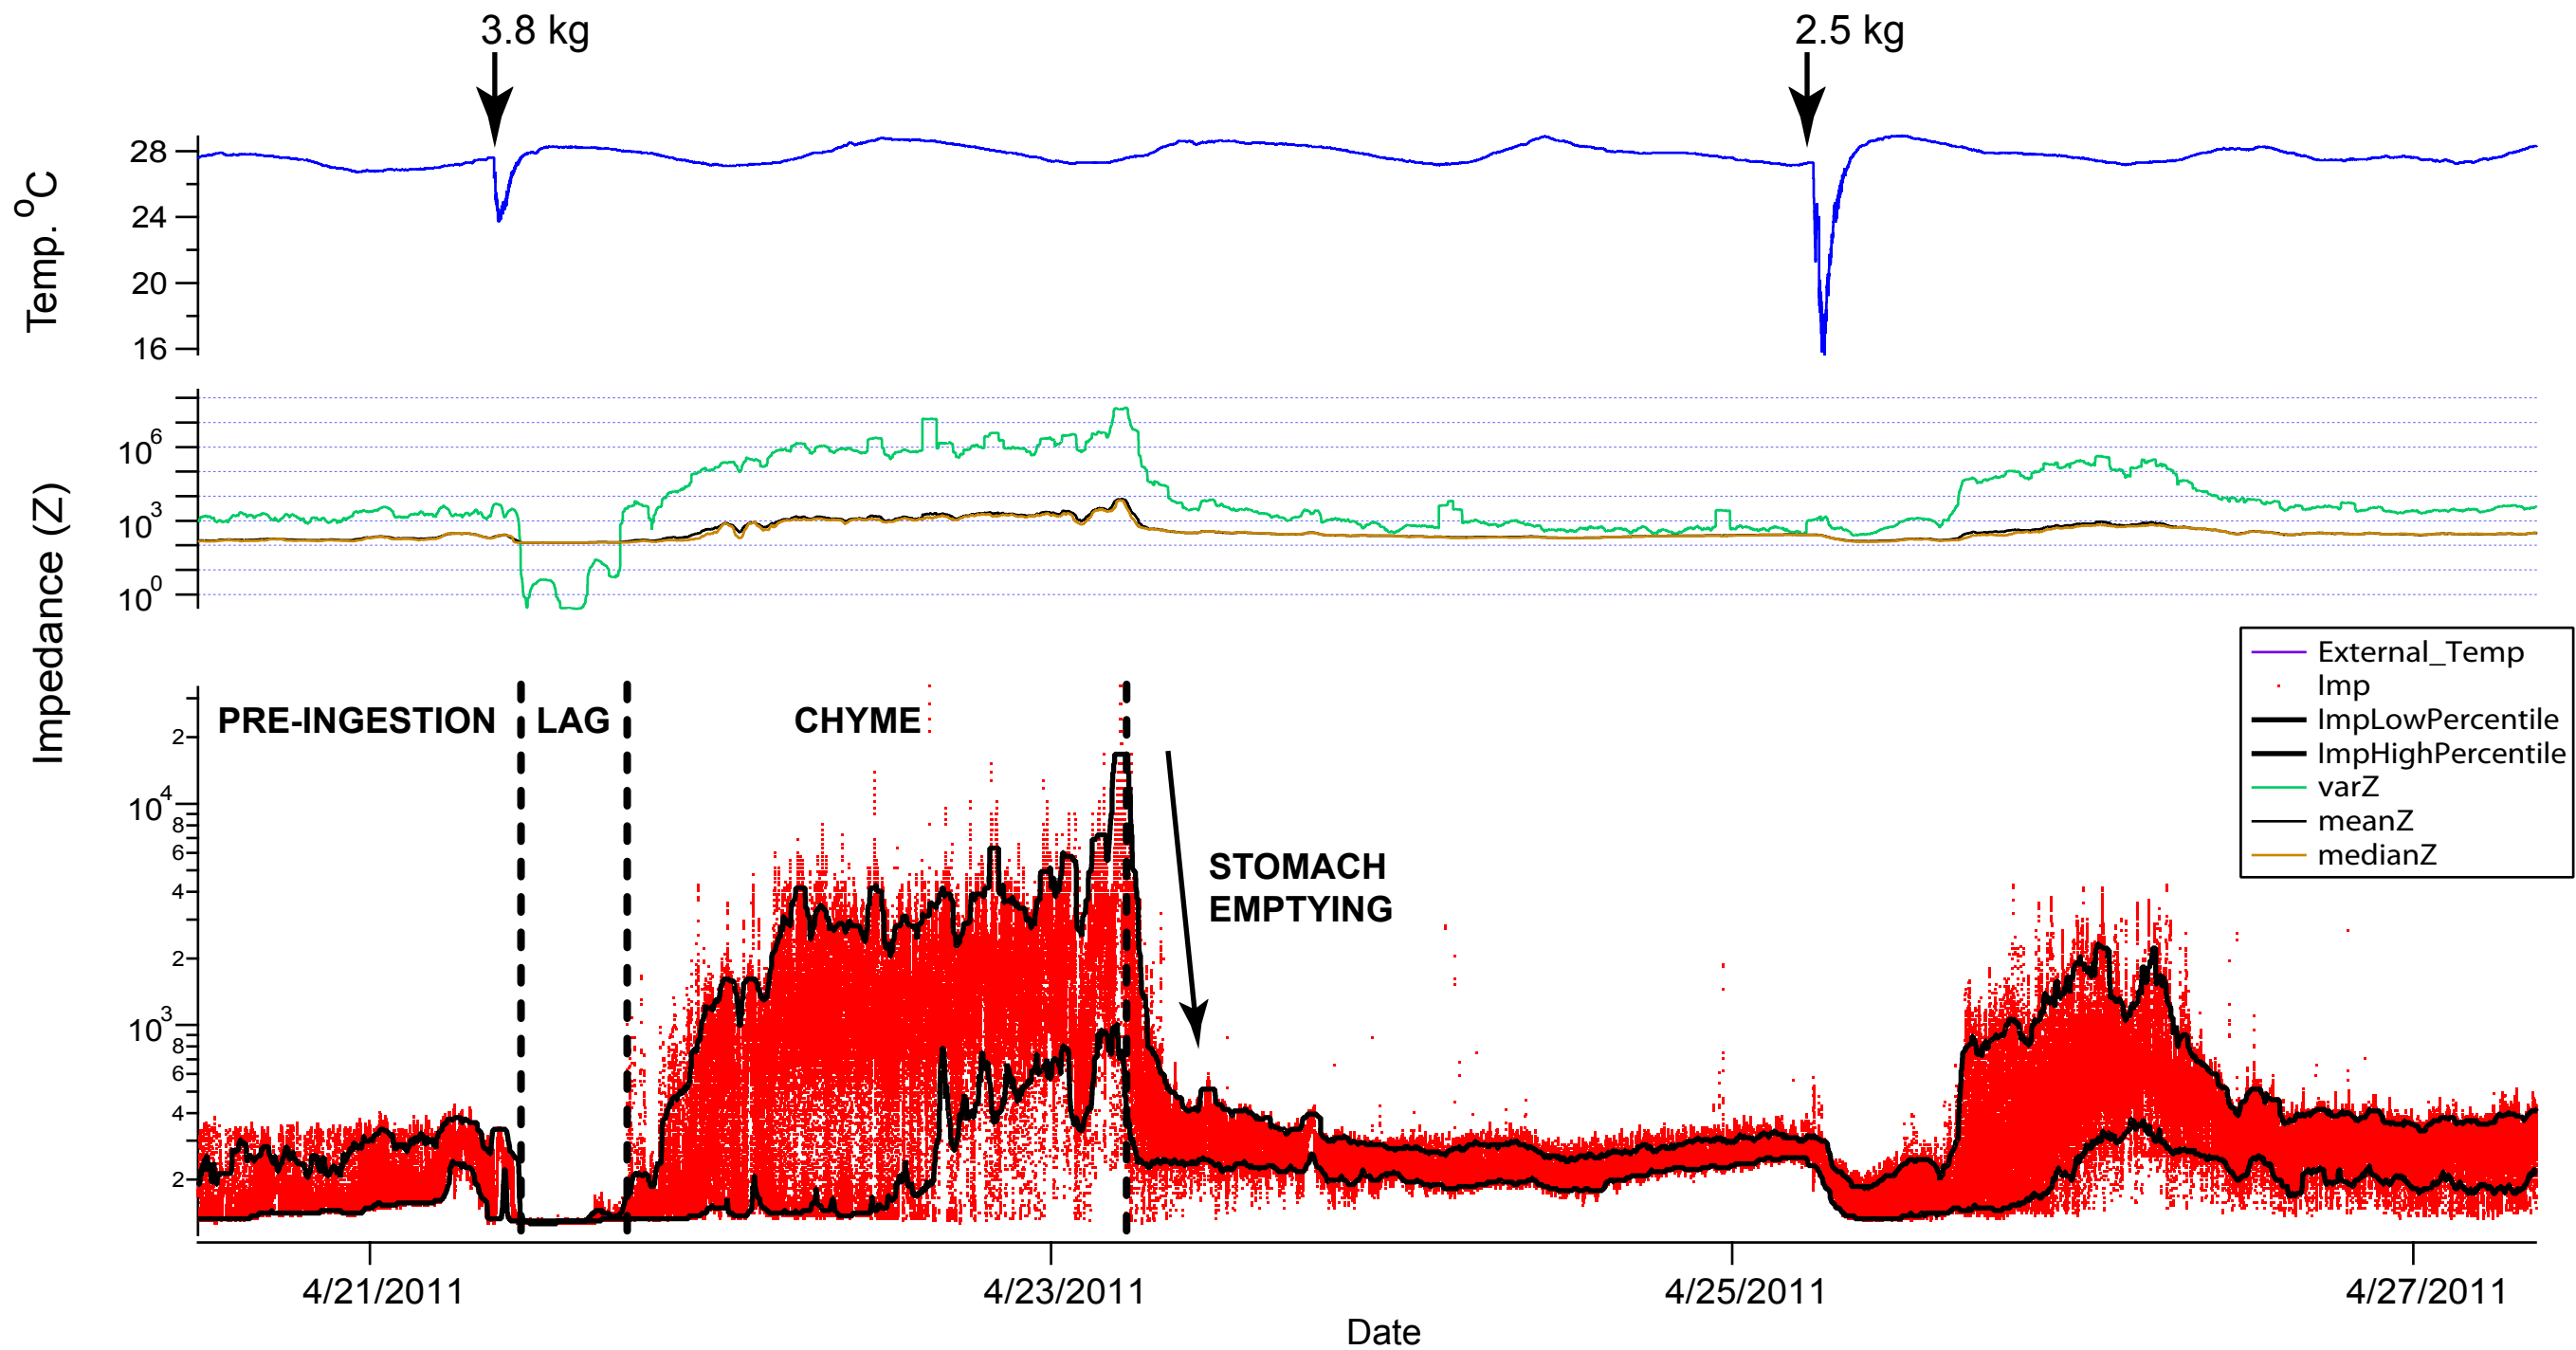 3.8 kg
2.5 kg
Temp. °C
28
24
20
16
Impedance (Z)
10^6
10^3
10^0
External_Temp
Imp
ImpLowPercentile
ImpHighPercentile
varZ
meanZ
medianZ
PRE-INGESTION
LAG
CHYME
STOMACH
EMPTYING
2
10^4
8
6
4
2
10^3
8
6
4
2
4/21/2011
4/23/2011
4/25/2011
4/27/2011
Date